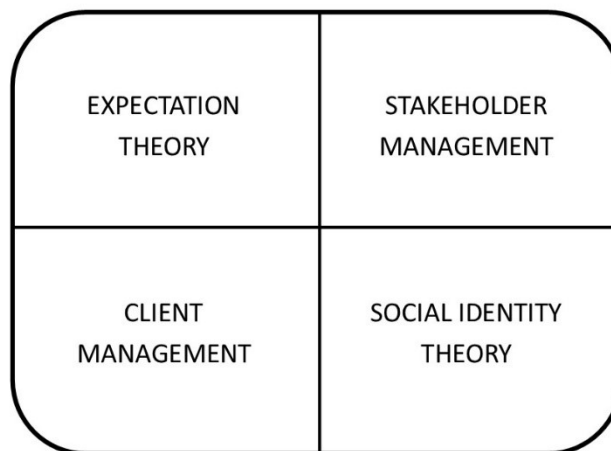 EXPECTATION
THEORY
STAKEHOLDER
MANAGEMENT
CLIENT
MANAGEMENT
SOCIAL IDENTITY
THEORY